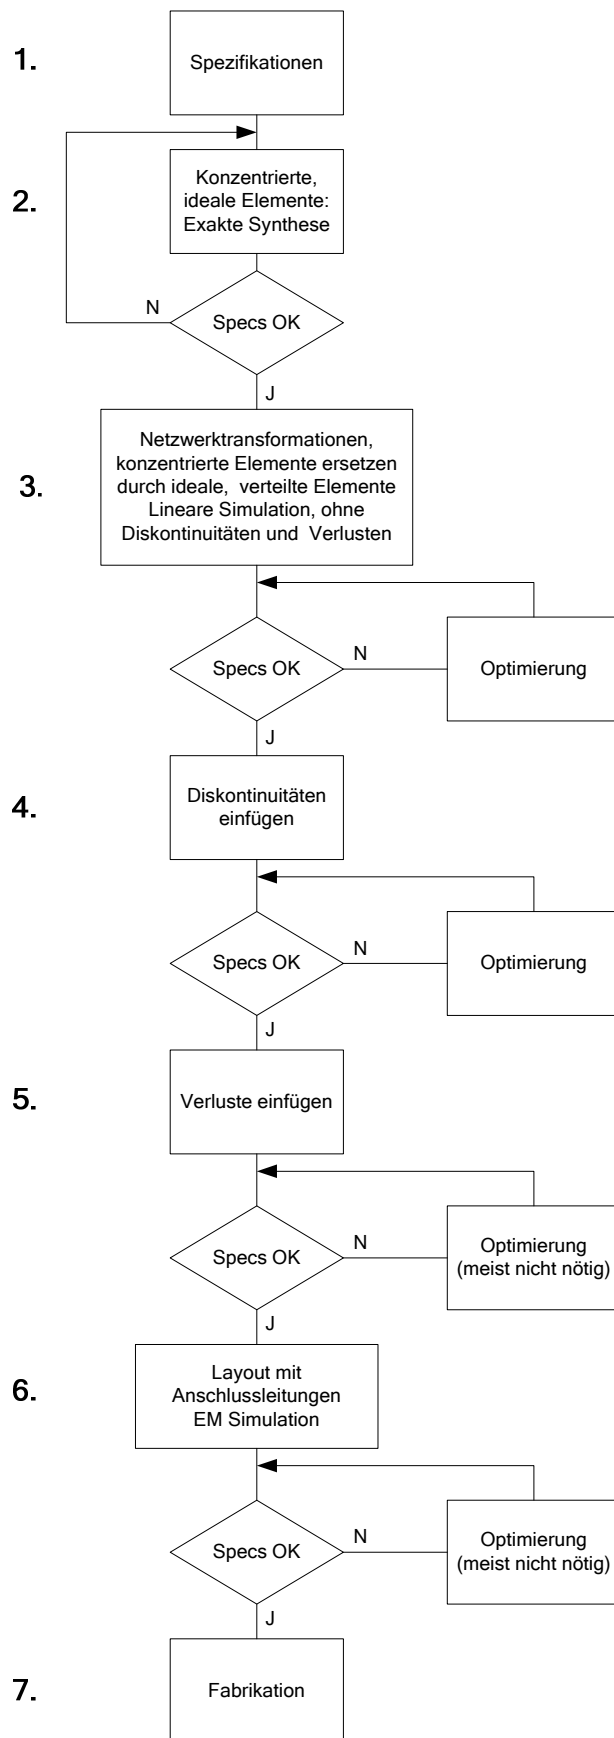 1.
Spezifikationen
2.
Konzentrierte,
ideale Elemente:
Exakte Synthese
N
Specs OK
J
3.
Netzwerktransformationen,
konzentrierte Elemente ersetzen
durch ideale, verteilte Elemente
Lineare Simulation, ohne
Diskontinuitäten und Verlusten
Specs OK
N
Optimierung
J
4.
Diskontinuitäten
einfügen
Specs OK
N
Optimierung
J
5.
Verluste einfügen
Specs OK
N
Optimierung
(meist nicht nötig)
J
6.
Layout mit
Anschlussleitungen
EM Simulation
Specs OK
N
Optimierung
(meist nicht nötig)
J
7.
Fabrikation